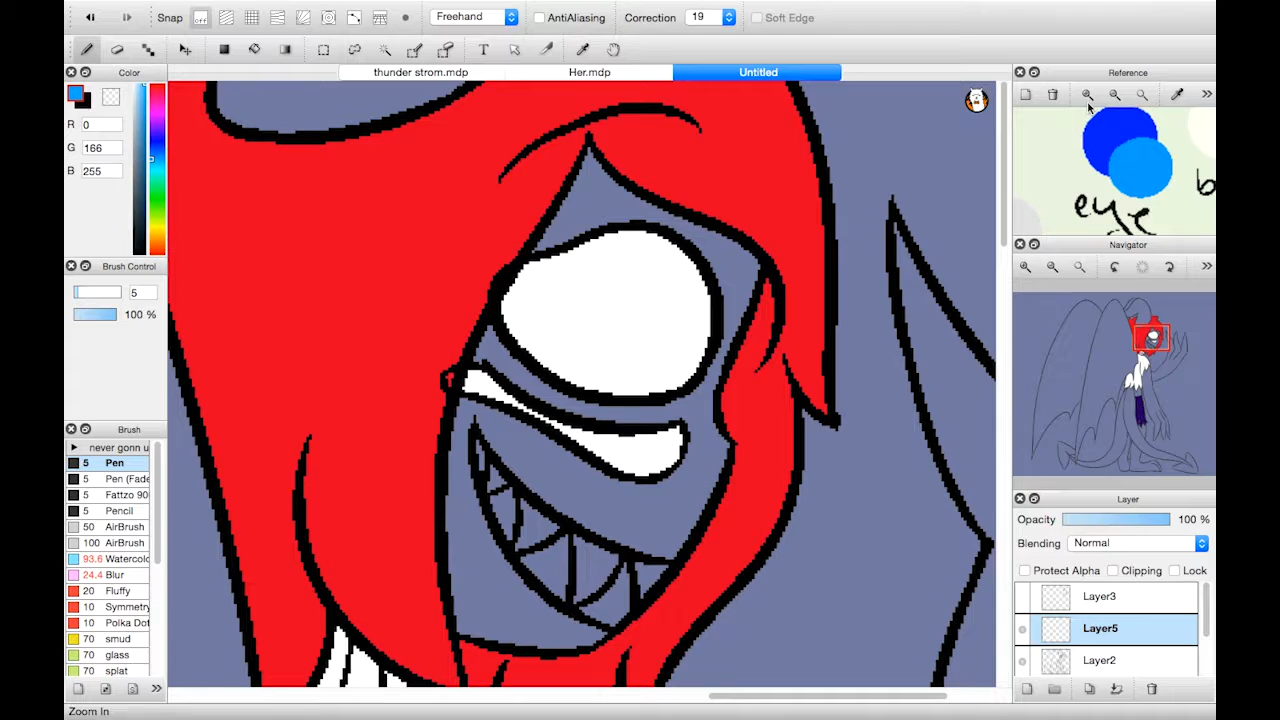 Snap off Freehand AntiAliasing Correction 19 Soft Edge
T
thunder strom.mdp Her.mdp Untitled
Color
R 0
G 166
B 255
Brush Control
5
100 %
Brush
never gonn u
5 Pen
5 Pen (Fade
5 Fattzo 90
5 Pencil
50 AirBrush
100 AirBrush
93.6 Watercolo
24.4 Blur
20 Fluffy
10 Symmetry
10 Polka Dot
70 smud
70 glass
70 splat
Zoom In
Reference
eye
b
Navigator
Layer
Opacity 100 %
Blending Normal
Protect Alpha Clipping Lock
Layer3
Layer5
Layer2